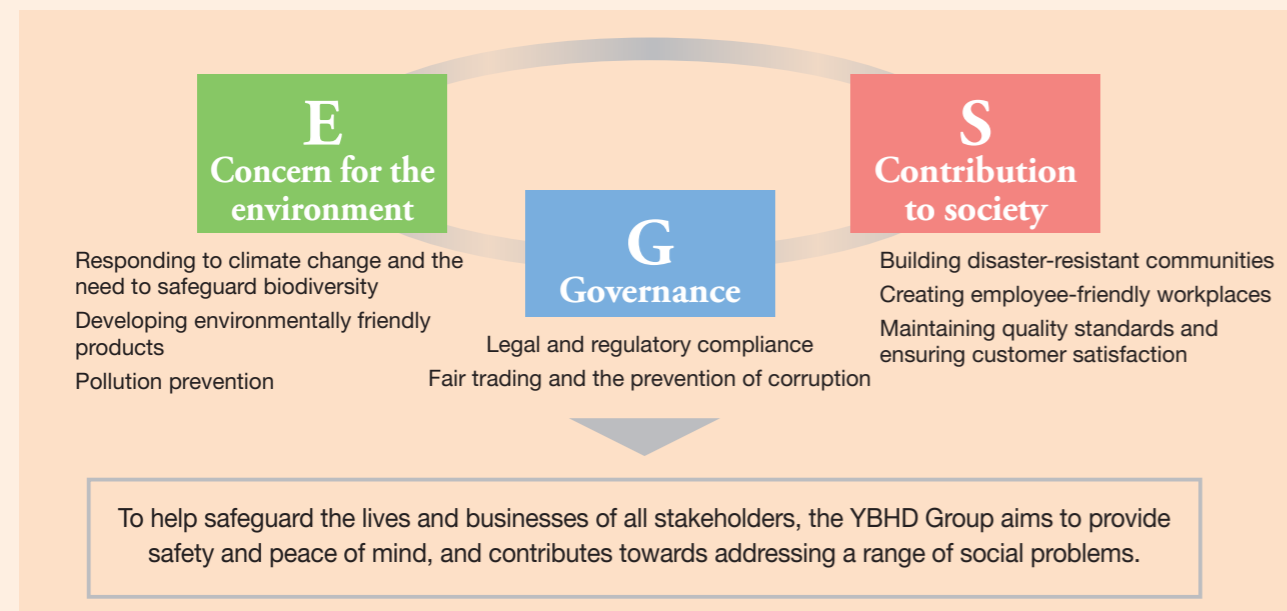 E
Concern for the
environment
Responding to climate change and the
need to safeguard biodiversity
Developing environmentally friendly
products
Pollution prevention
G
Governance
Legal and regulatory compliance
Fair trading and the prevention of corruption
S
Contribution
to society
Building disaster-resistant communities
Creating employee-friendly workplaces
Maintaining quality standards and
ensuring customer satisfaction
To help safeguard the lives and businesses of all stakeholders, the YBHD Group aims to provide
safety and peace of mind, and contributes towards addressing a range of social problems.